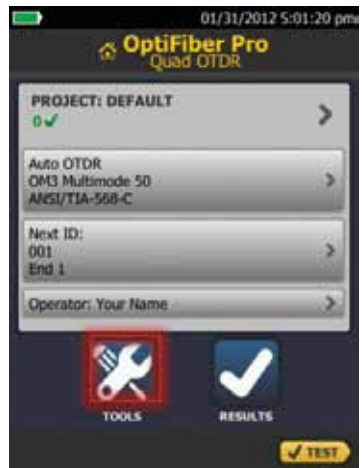 01/31/2012 5:01:20 pm
OptiFiber Pro
Quad OTDR
PROJECT: DEFAULT
0
Auto OTDR
OM3 Multimode 50
ANSI/TIA-568-C
Next ID:
001
End 1
Operator: Your Name
TOOLS
RESULTS
TEST